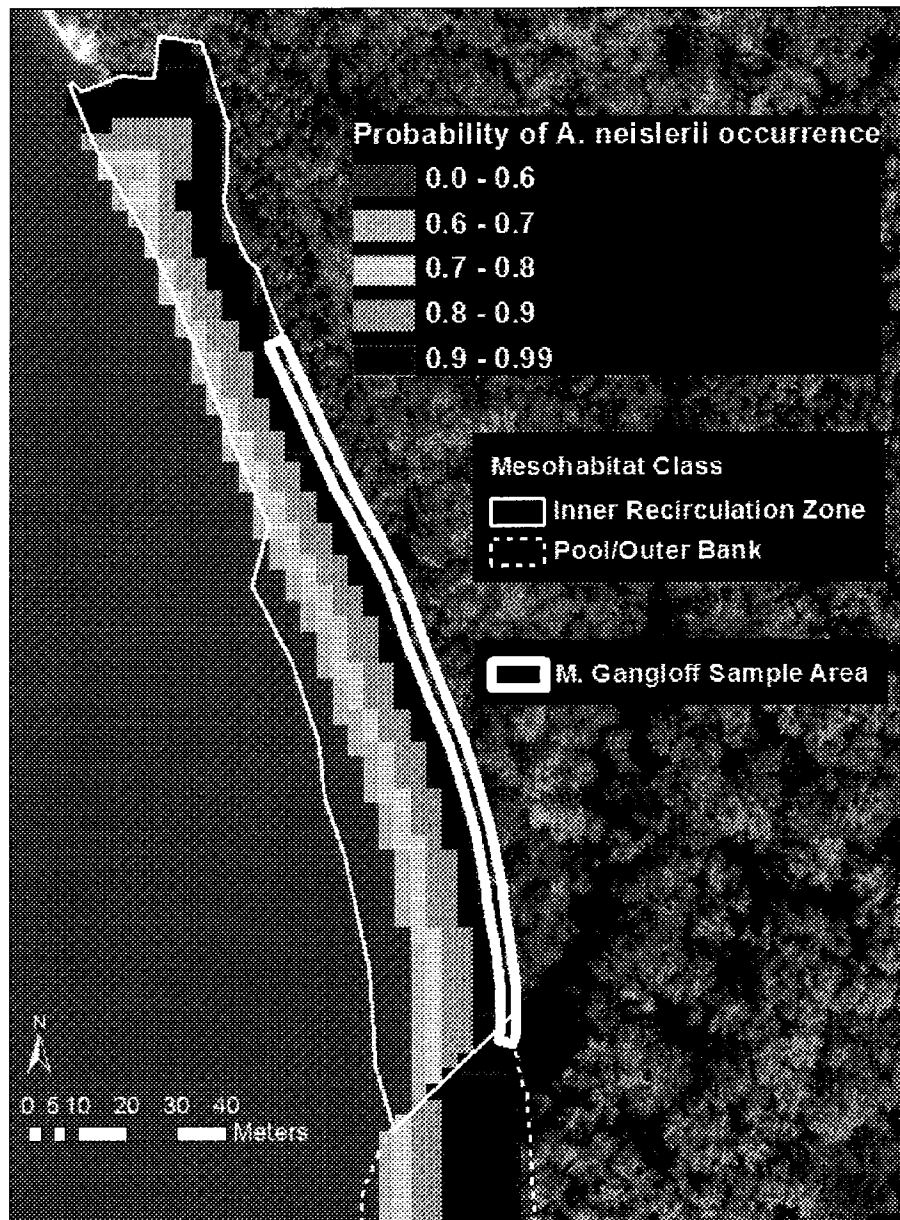 Probability of A. neislerii occurrence
0.0 - 0.6
0.6 - 0.7
0.7 - 0.8
0.8 - 0.9
0.9 - 0.99
Mesohabitat Class
Inner Recirculation Zone
Pool/Outer Bank
M. Gangloff Sample Area
N
0 5 10 20 30 40
Meters